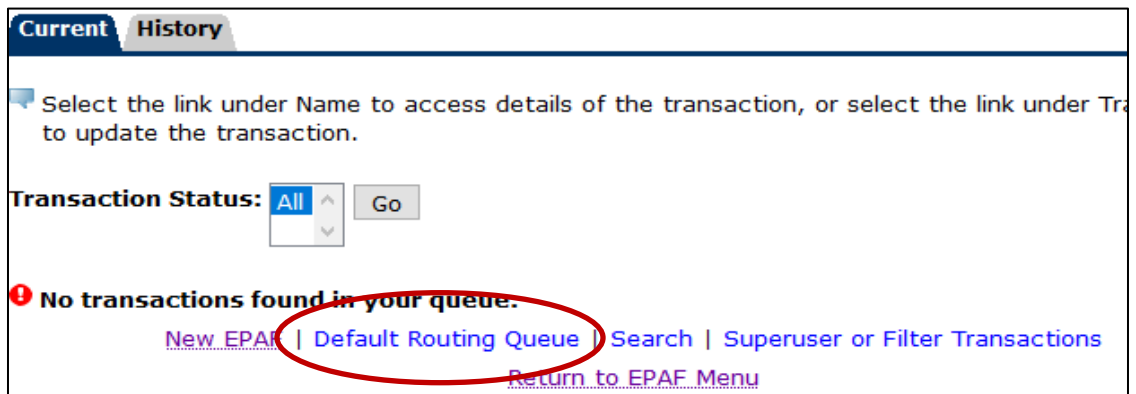 Current History
Select the link under Name to access details of the transaction, or select the link under Tra
to update the transaction.
Transaction Status: All Go
No transactions found in your queue.
New EPAF | Default Routing Queue | Search | Superuser or Filter Transactions
Return to EPAF Menu